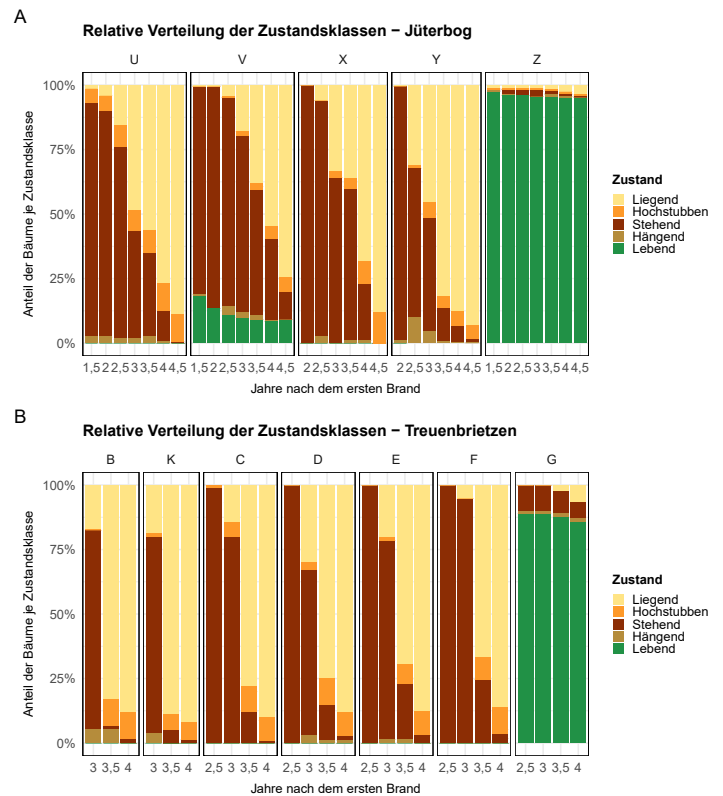 A
Relative Verteilung der Zustandsklassen – Jüterbog
U V X Y Z
100%
75%
50%
25%
0%
Anteil der Bäume je Zustandsklasse
1,5 2 2,5 3 3,5 4 4,5 1,5 2 2,5 3 3,5 4 4,5 2 2,5 3 3,5 4 4,5 2 2,5 3 3,5 4 4,5 1,5 2 2,5 3 3,5 4 4,5
Jahre nach dem ersten Brand
Zustand
Liegend
Hochstubben
Stehend
Hängend
Lebend
B
Relative Verteilung der Zustandsklassen – Treuenbrietzen
B K C D E F G
100%
75%
50%
25%
0%
Anteil der Bäume je Zustandsklasse
3 3,5 4 3 3,5 4 2,5 3 3,5 4 2,5 3 3,5 4 2,5 3 3,5 4 2,5 3 3,5 4 2,5 3 3,5 4
Jahre nach dem ersten Brand
Zustand
Liegend
Hochstubben
Stehend
Hängend
Lebend